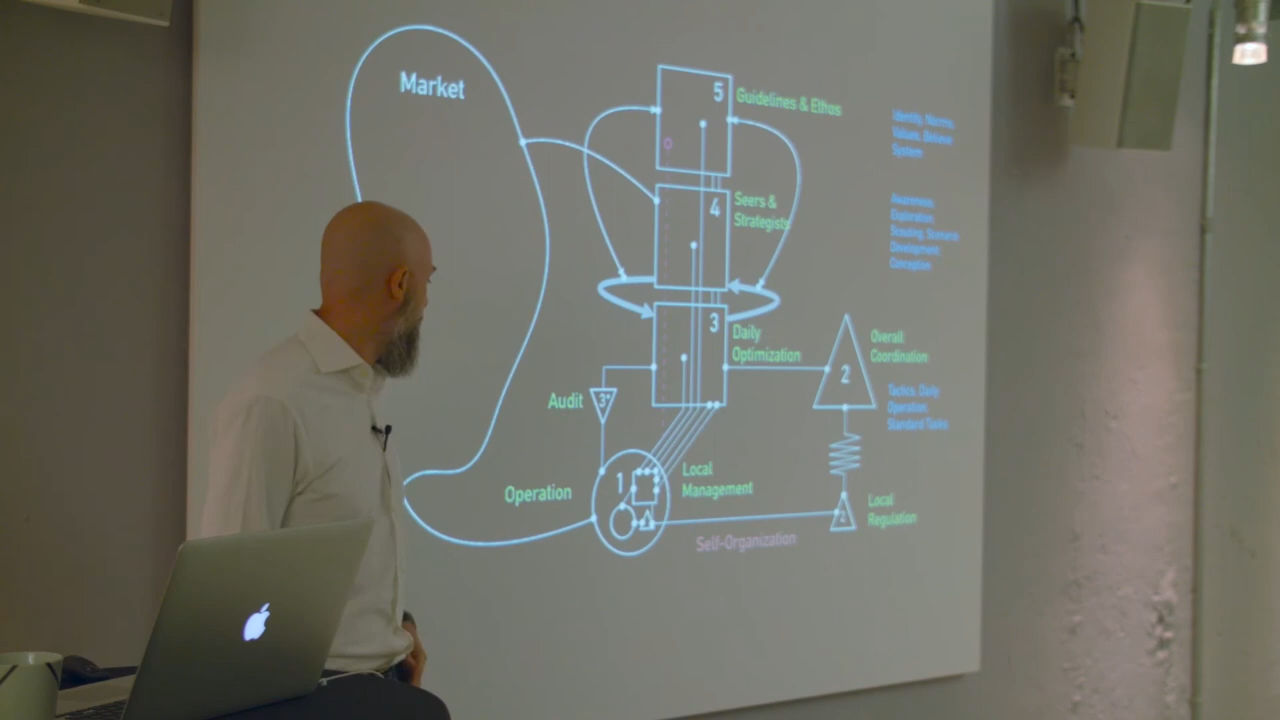 Market
5
Guidelines & Ethos
Identity, Norms
Values, Believe
System
4
Seers &
Strategists
Awareness,
Exploration
Scouting, Scenario
Development
Conception
3
Daily
Optimization
2
Overall
Coordination
Tactics, Daily
Operation,
Standard Tasks
Audit
3*
1
Operation
Local
Management
2
Local
Regulation
Self-Organization